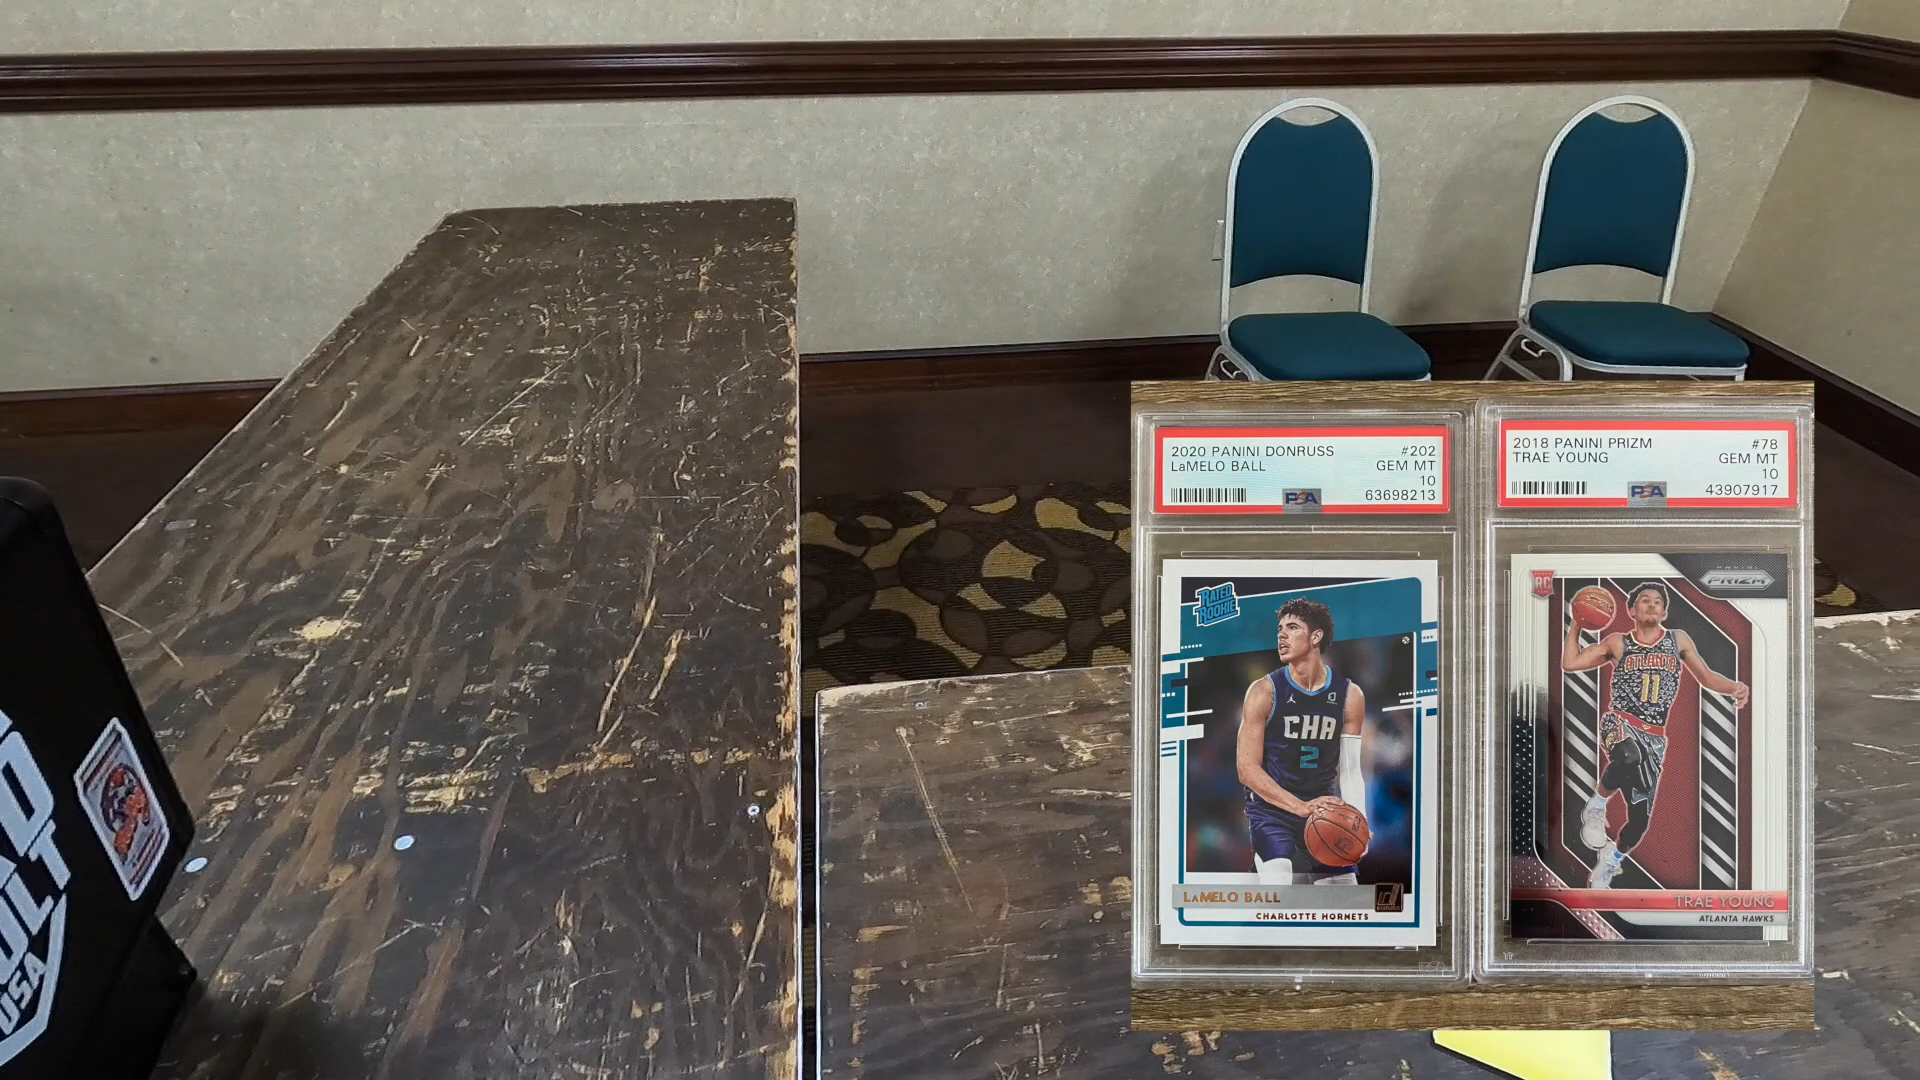 2020 PANINI DONRUSS #202
LaMELO BALL GEM MT
10
PSA 63698213
2018 PANINI PRIZM #78
TRAE YOUNG GEM MT
10
PSA 43907917
RATED
ROOKIE
CHA
2
LaMELO BALL
CHARLOTTE HORNETS
RC
PANINI
PRIZM
ATLANTA
11
TRAE YOUNG
ATLANTA HAWKS
USA